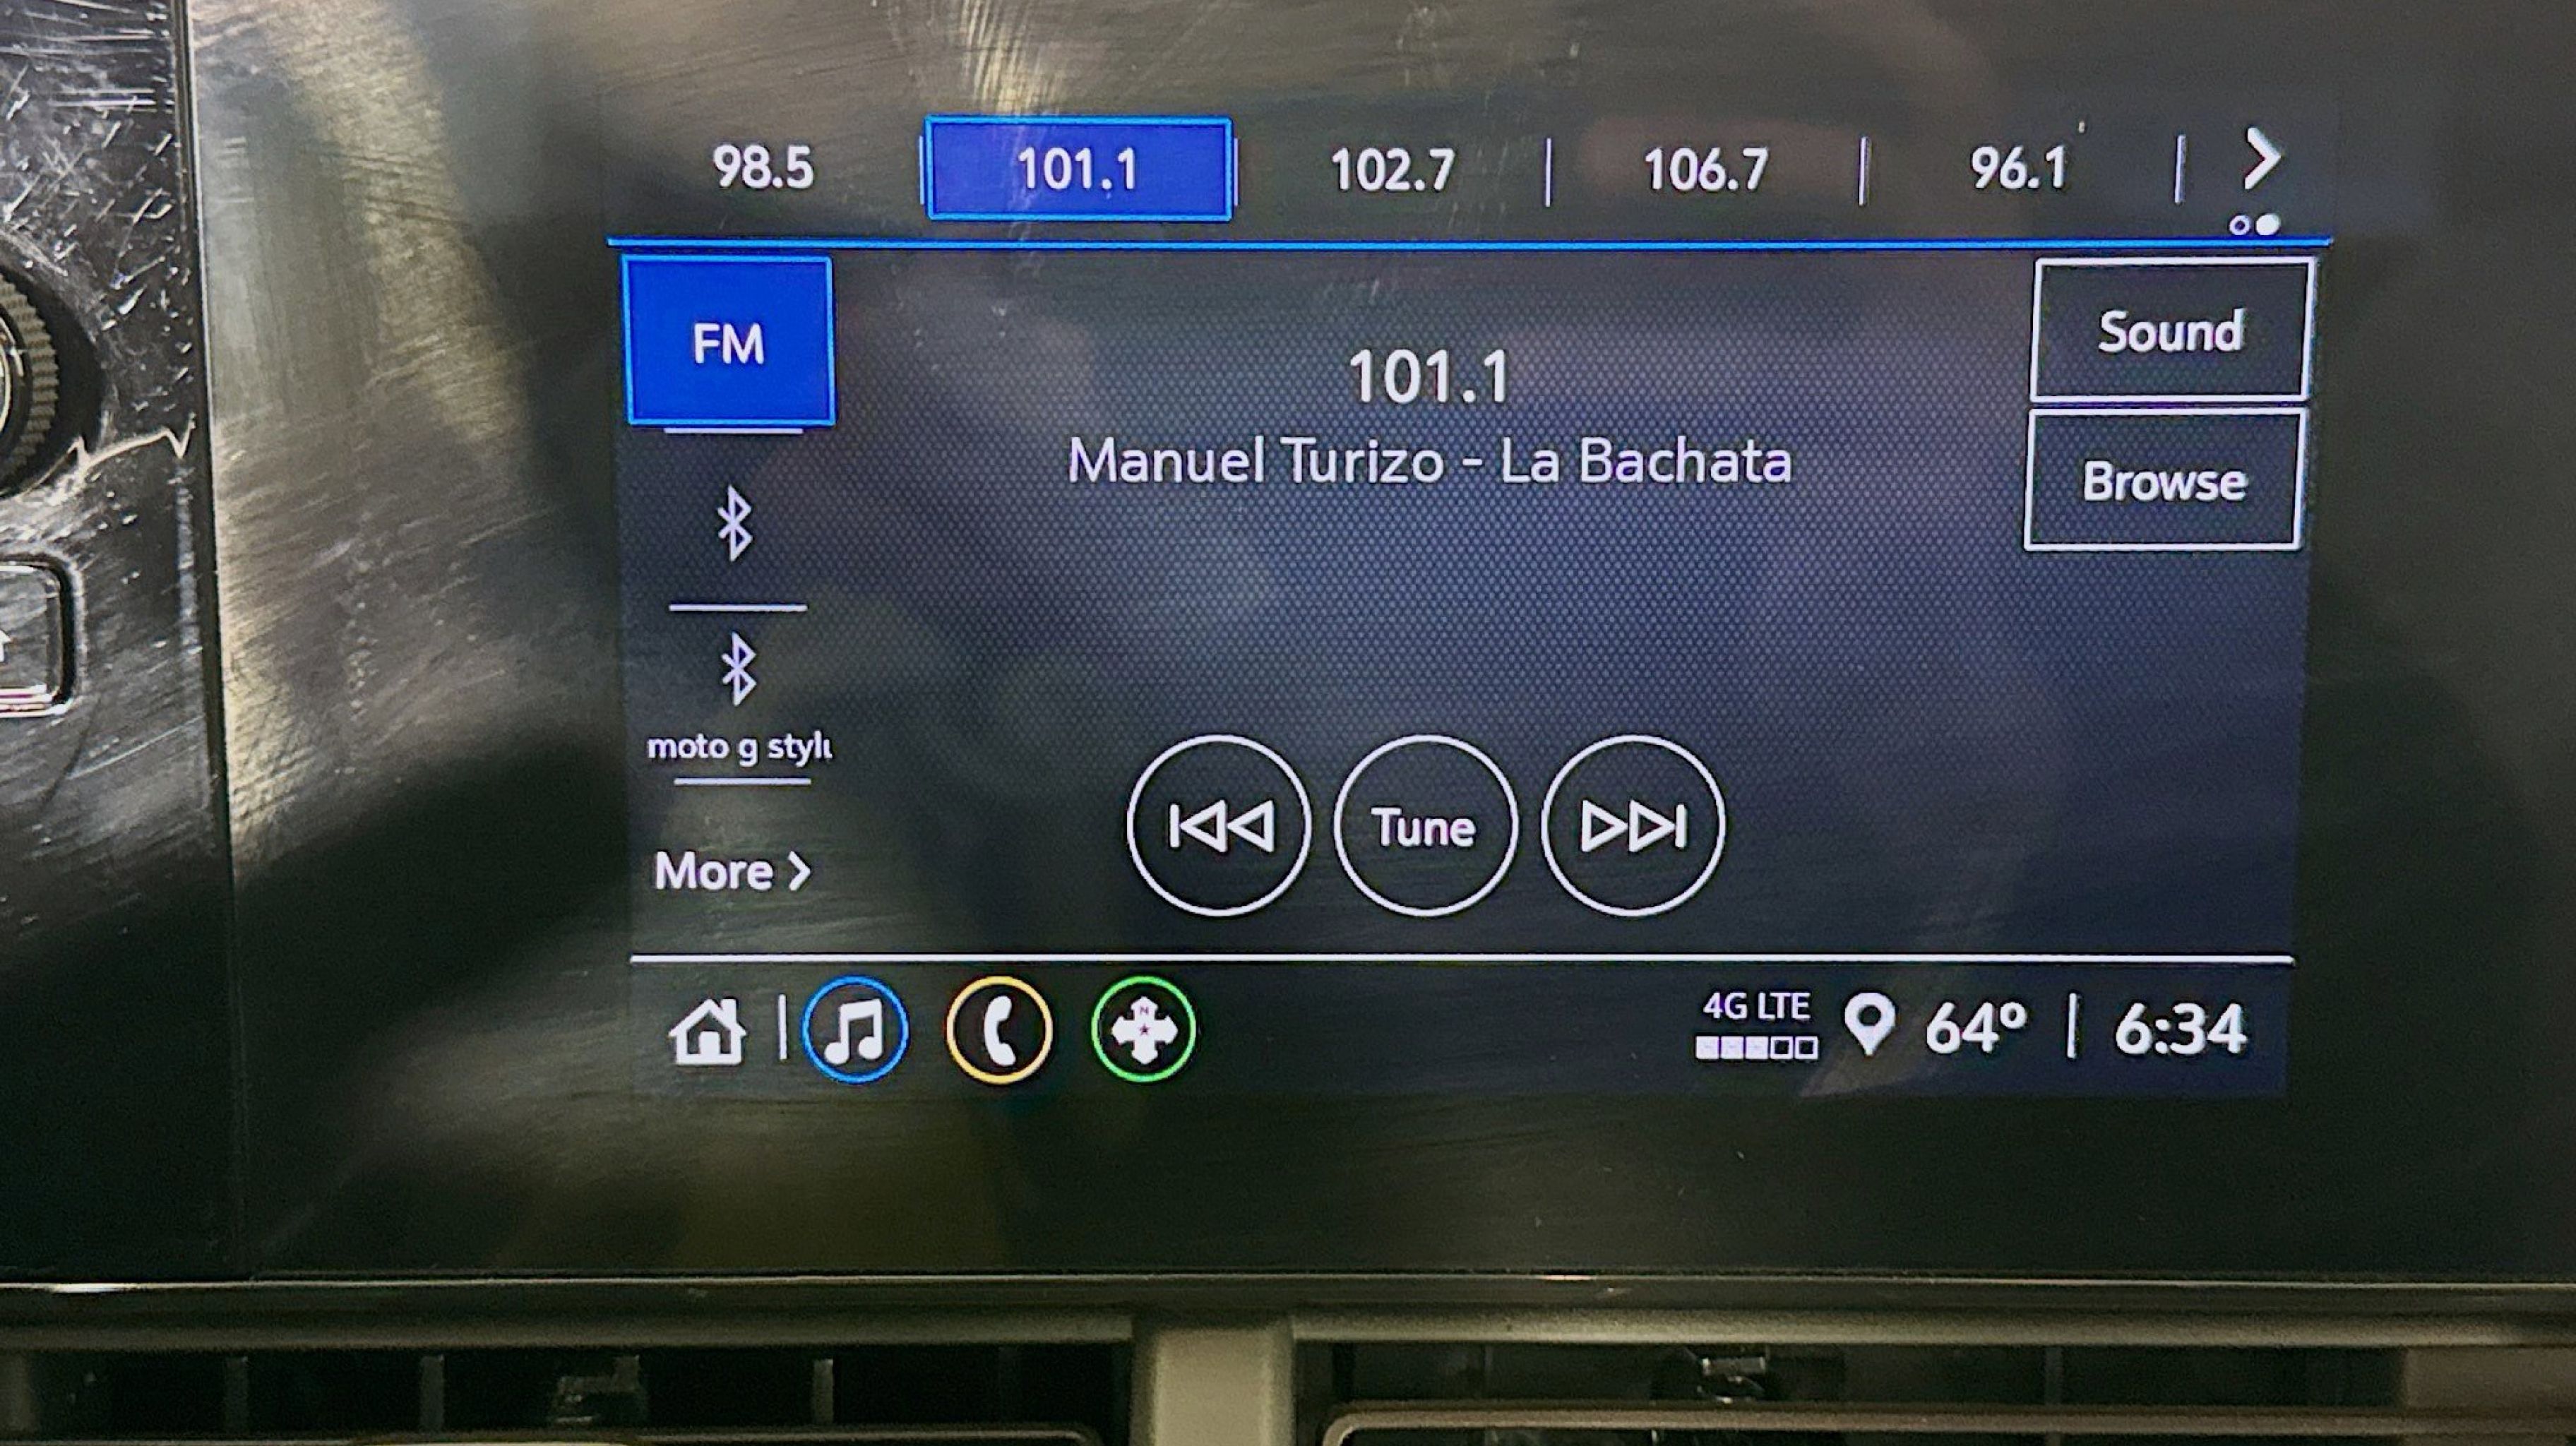 98.5 101.1 102.7 106.7 96.1
FM
Sound
101.1
Manuel Turizo - La Bachata
Browse
moto g styl
More
Tune
4G LTE
64° 6:34
N